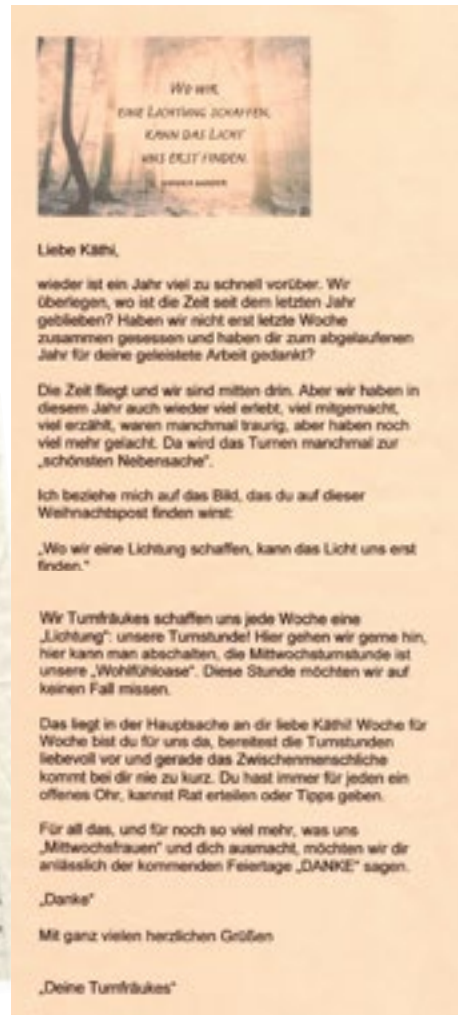 WO WIR
EINE LICHTUNG SCHAFFEN,
KANN DAS LICHT
UNS ERST FINDEN.
Liebe Käthi,
wieder ist ein Jahr viel zu schnell vorüber. Wir
überlegen, wo ist die Zeit seit dem letzten Jahr
geblieben? Haben wir nicht erst letzte Woche
zusammen gesessen und haben dir zum abgelaufenen
Jahr für deine geleistete Arbeit gedankt?
Die Zeit fliegt und wir sind mitten drin. Aber wir haben in
diesem Jahr auch wieder viel erlebt, viel mitgemacht,
viel erzählt, waren manchmal traurig, aber haben noch
viel mehr gelacht. Da wird das Turnen manchmal zur
„schönsten Nebensache“.
Ich beziehe mich auf das Bild, das du auf dieser
Weihnachtspost finden wirst:
„Wo wir eine Lichtung schaffen, kann das Licht uns erst
finden.“
Wir Turnfräukes schaffen uns jede Woche eine
„Lichtung“: unsere Turnstunde! Hier gehen wir gerne hin,
hier kann man abschalten, die Mittwochsturnstunde ist
unsere „Wohlfühloase“. Diese Stunde möchten wir auf
keinen Fall missen.
Das liegt in der Hauptsache an dir liebe Käthi! Woche für
Woche bist du für uns da, bereitest die Turnstunden
liebevoll vor und gerade das Zwischenmenschliche
kommt bei dir nie zu kurz. Du hast immer für jeden ein
offenes Ohr, kannst Rat erteilen oder Tipps geben.
Für all das, und für noch so viel mehr, was uns
„Mittwochsfrauen“ und dich ausmacht, möchten wir dir
anlässlich der kommenden Feiertage „DANKE“ sagen.
„Danke“
Mit ganz vielen herzlichen Grüßen
„Deine Turnfräukes“